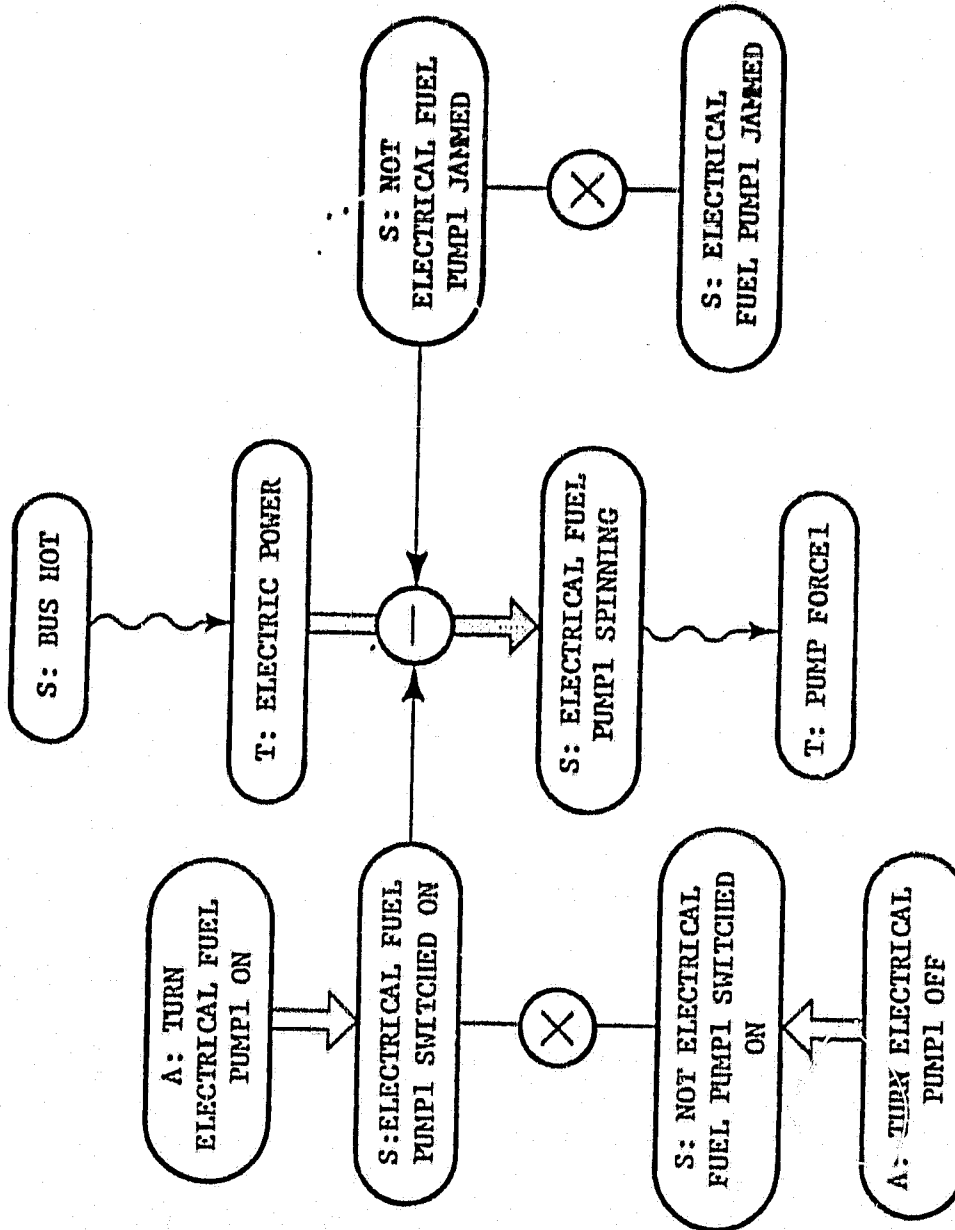 S: BUS HOT
A: TURN
ELECTRICAL FUEL
PUMP1 ON
T: ELECTRIC POWER
S: NOT
ELECTRICAL FUEL
PUMP1 JAMMED
S:ELECTRICAL FUEL
PUMP1 SWITCHED ON
S: ELECTRICAL FUEL
PUMP1 SPINNING
S: NOT ELECTRICAL
FUEL PUMP1 SWITCHED
ON
S: ELECTRICAL
FUEL PUMP1 JAMMED
T: PUMP FORCE1
A: TURN ELECTRICAL
PUMP1 OFF